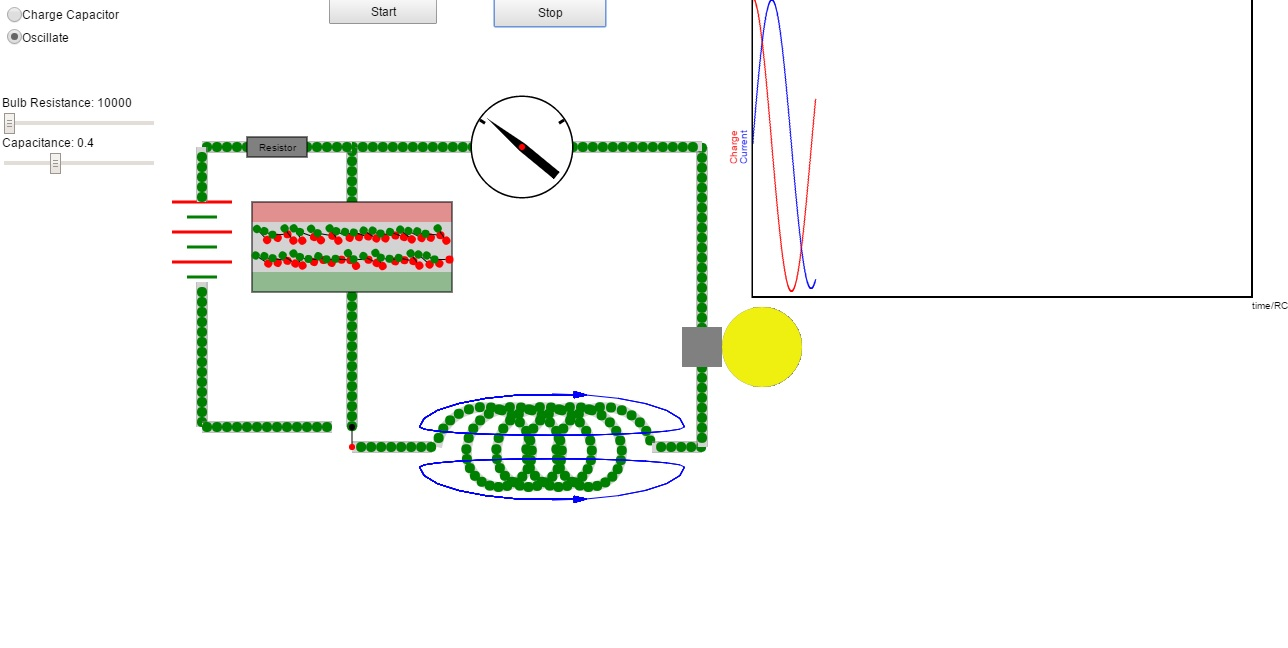 Charge Capacitor
Oscillate
Start
Stop
Bulb Resistance: 10000
Capacitance: 0.4
Resistor
Charge
Current
time/RC